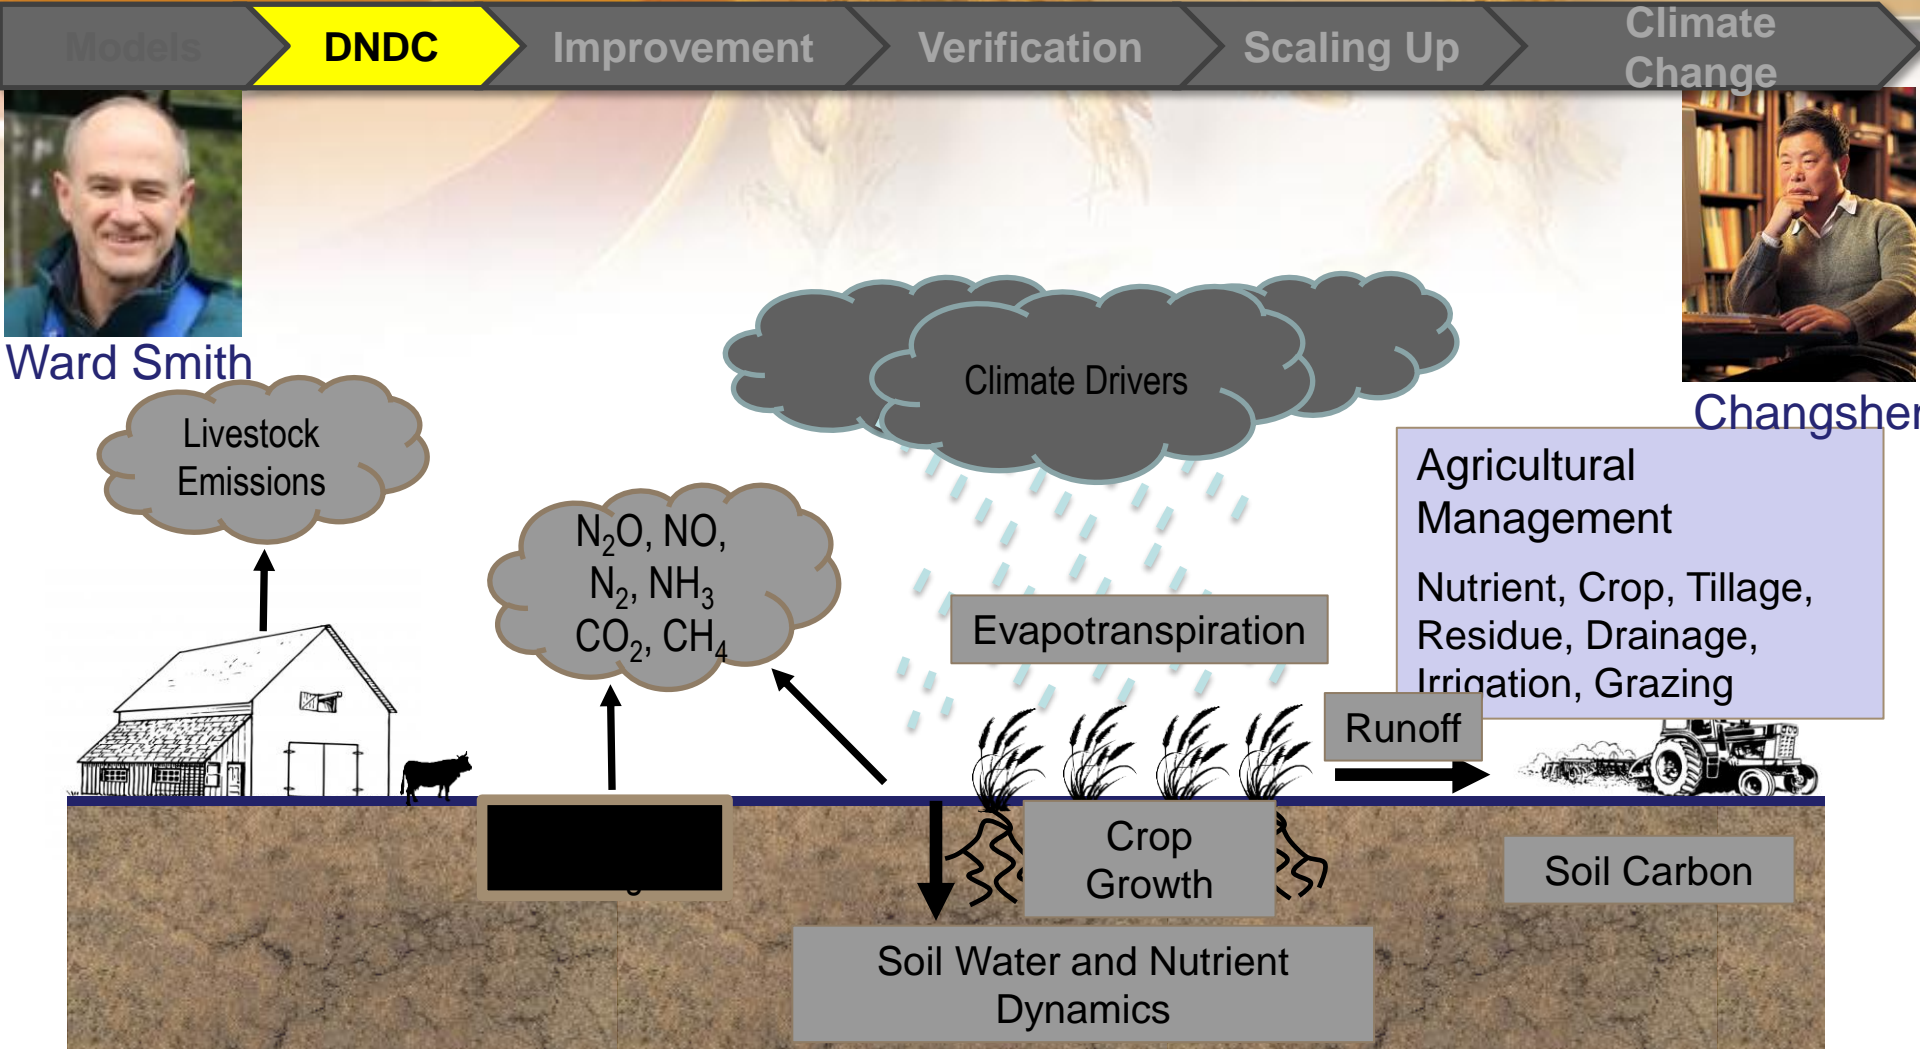 Models
DNDC
Improvement
Verification
Scaling Up
Climate
Change
Ward Smith
Changsher
Climate Drivers
Livestock
Emissions
Agricultural
Management
Nutrient, Crop, Tillage,
Residue, Drainage,
Irrigation, Grazing
N₂O, NO,
N₂, NH₃
CO₂, CH₄
Evapotranspiration
Runoff
Crop
Growth
Soil Carbon
Soil Water and Nutrient
Dynamics